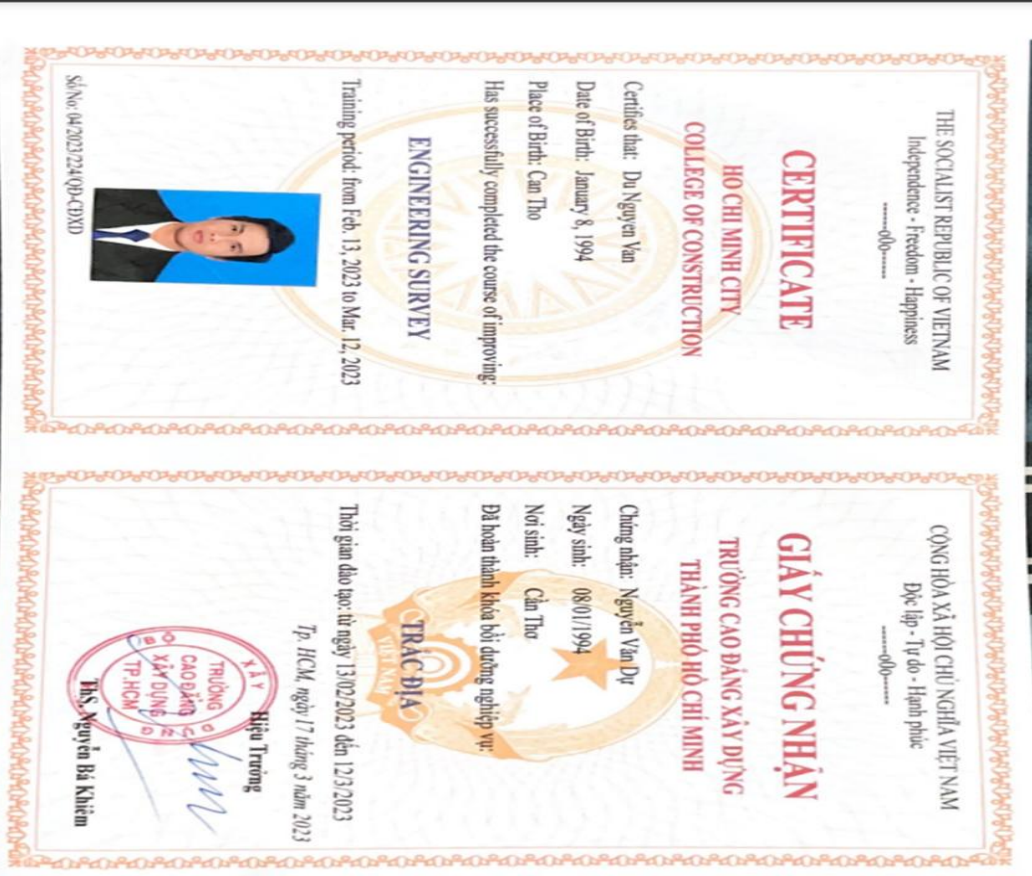 THE SOCIALIST REPUBLIC OF VIETNAM
Independence - Freedom - Happiness
------o0o------
CERTIFICATE
HO CHI MINH CITY
COLLEGE OF CONSTRUCTION
Certifies that: Du Nguyen Van
Date of Birth: January 8, 1994
Place of Birth: Can Tho
Has successfully completed the course of improving:
ENGINEERING SURVEY
Training period: from Feb. 13, 2023 to Mar. 12, 2023
Số/No: 04/2023/224/QĐ-CĐXD
CỘNG HÒA XÃ HỘI CHỦ NGHĨA VIỆT NAM
Độc lập - Tự do - Hạnh phúc
------o0o------
GIẤY CHỨNG NHẬN
TRƯỜNG CAO ĐẲNG XÂY DỰNG
THÀNH PHỐ HỒ CHÍ MINH
Chứng nhận: Nguyễn Văn Dự
Ngày sinh: 08/01/1994
Nơi sinh: Cần Thơ
Đã hoàn thành khóa bồi dưỡng nghiệp vụ:
TRẮC ĐỊA
VIỆT NAM
Thời gian đào tạo: từ ngày 13/02/2023 đến 12/3/2023
Tp. HCM, ngày 17 tháng 3 năm 2023
Hiệu Trưởng
TRƯỜNG
CAO ĐẲNG
XÂY DỰNG
TP.HCM
ThS, Nguyễn Bá Khiêm